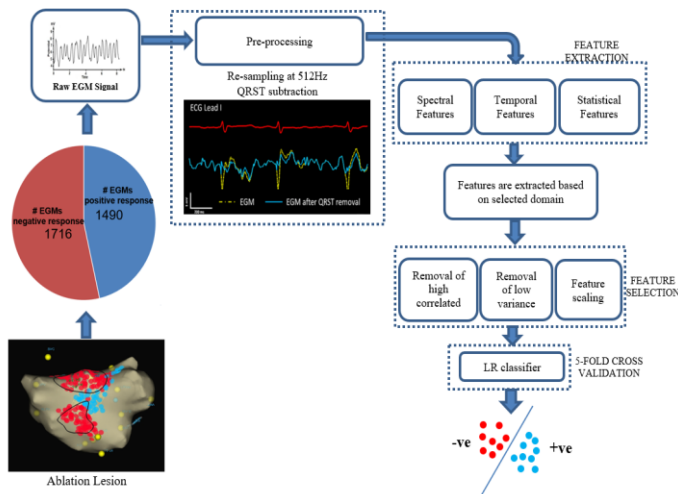 Raw EGM Signal
Pre-processing
Re-sampling at 512Hz
QRST subtraction
ECG Lead I
EGM
EGM after QRST removal
FEATURE
EXTRACTION
Spectral
Features
Temporal
Features
Statistical
Features
Features are extracted based
on selected domain
Removal of
high
correlated
Removal
of low
variance
Feature
scaling
FEATURE
SELECTION
LR classifier
5-FOLD CROSS
VALIDATION
-ve
+ve
# EGMs
negative response
1716
# EGMs
positive response
1490
Ablation Lesion